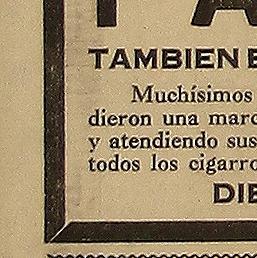 TAMBIEN E
Muchísimos
dieron una marc
y atendiendo sus
todos los cigarro
DIE